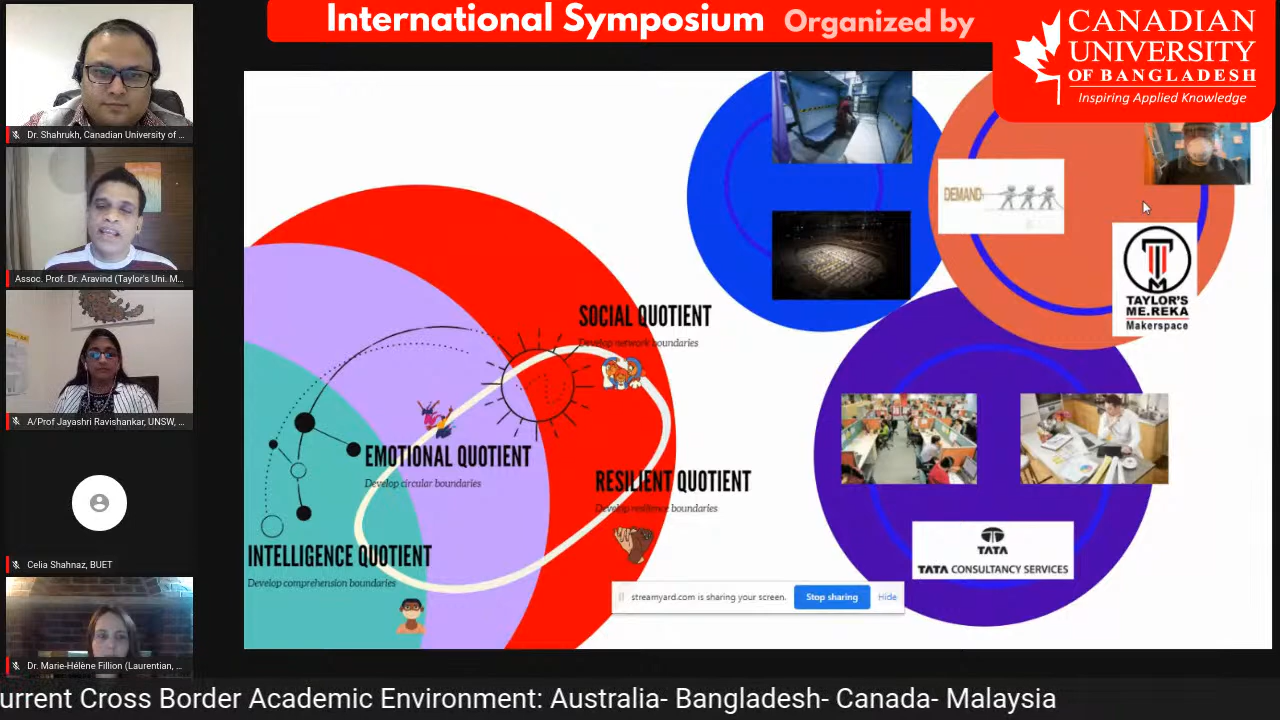 International Symposium Organized by
CANADIAN
UNIVERSITY
OF BANGLADESH
Inspiring Applied Knowledge
Dr. Shahrukh, Canadian University of ...
Assoc. Prof. Dr. Aravind (Taylor's Uni. M...
A/Prof Jayashri Ravishankar, UNSW, ...
Celia Shahnaz, BUET
Dr. Marie-Hélène Fillion (Laurentian, ...
DEMAND
TAYLOR'S
ME.REKA
Makerspace
SOCIAL QUOTIENT
Develop network boundaries
EMOTIONAL QUOTIENT
Develop circular boundaries
RESILIENT QUOTIENT
Develop resilience boundaries
INTELLIGENCE QUOTIENT
Develop comprehension boundaries
TATA
TATA CONSULTANCY SERVICES
streamyard.com is sharing your screen.
Stop sharing
Hide
urrent Cross Border Academic Environment: Australia- Bangladesh- Canada- Malaysia